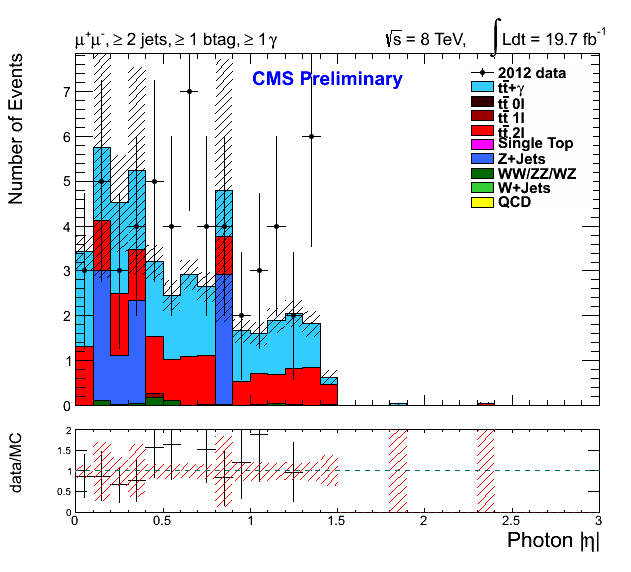 μ⁺μ⁻, ≥ 2 jets, ≥ 1 btag, ≥ 1 γ
√s = 8 TeV, ∫ Ldt = 19.7 fb⁻¹
CMS Preliminary
2012 data
tt̄+γ
tt̄ 0l
tt̄ 1l
tt̄ 2l
Single Top
Z+Jets
WW/ZZ/WZ
W+Jets
QCD
Number of Events
7
6
5
4
3
2
1
0
data/MC
2
1.5
1
0.5
0
0 0.5 1 1.5 2 2.5 3
Photon |η|